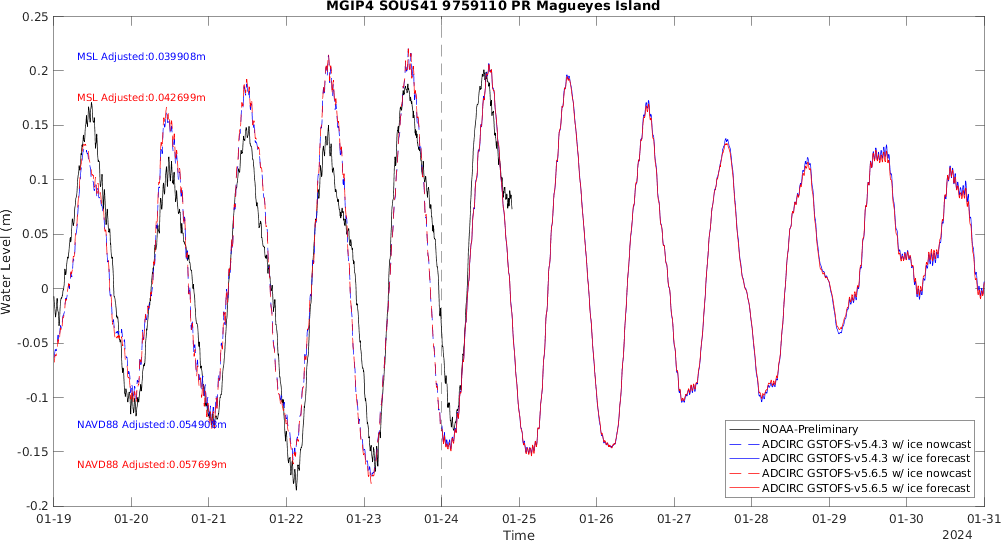 MGIP4 SOUS41 9759110 PR Magueyes Island
0.25
0.2
0.15
0.1
0.05
0
-0.05
-0.1
-0.15
-0.2
Water Level (m)
MSL Adjusted:0.039908m
MSL Adjusted:0.042699m
NAVD88 Adjusted:0.054908m
NAVD88 Adjusted:0.057699m
NOAA-Preliminary
ADCIRC GSTOFS-v5.4.3 w/ ice nowcast
ADCIRC GSTOFS-v5.4.3 w/ ice forecast
ADCIRC GSTOFS-v5.6.5 w/ ice nowcast
ADCIRC GSTOFS-v5.6.5 w/ ice forecast
01-19 01-20 01-21 01-22 01-23 01-24 01-25 01-26 01-27 01-28 01-29 01-30 01-31
Time
2024